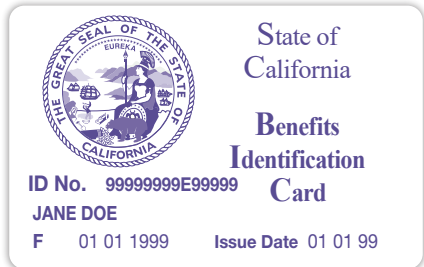 THE GREAT SEAL OF THE STATE OF CALIFORNIA
EUREKA
State of
California
Benefits
Identification
Card
ID No. 99999999E99999
JANE DOE
F 01 01 1999 Issue Date 01 01 99